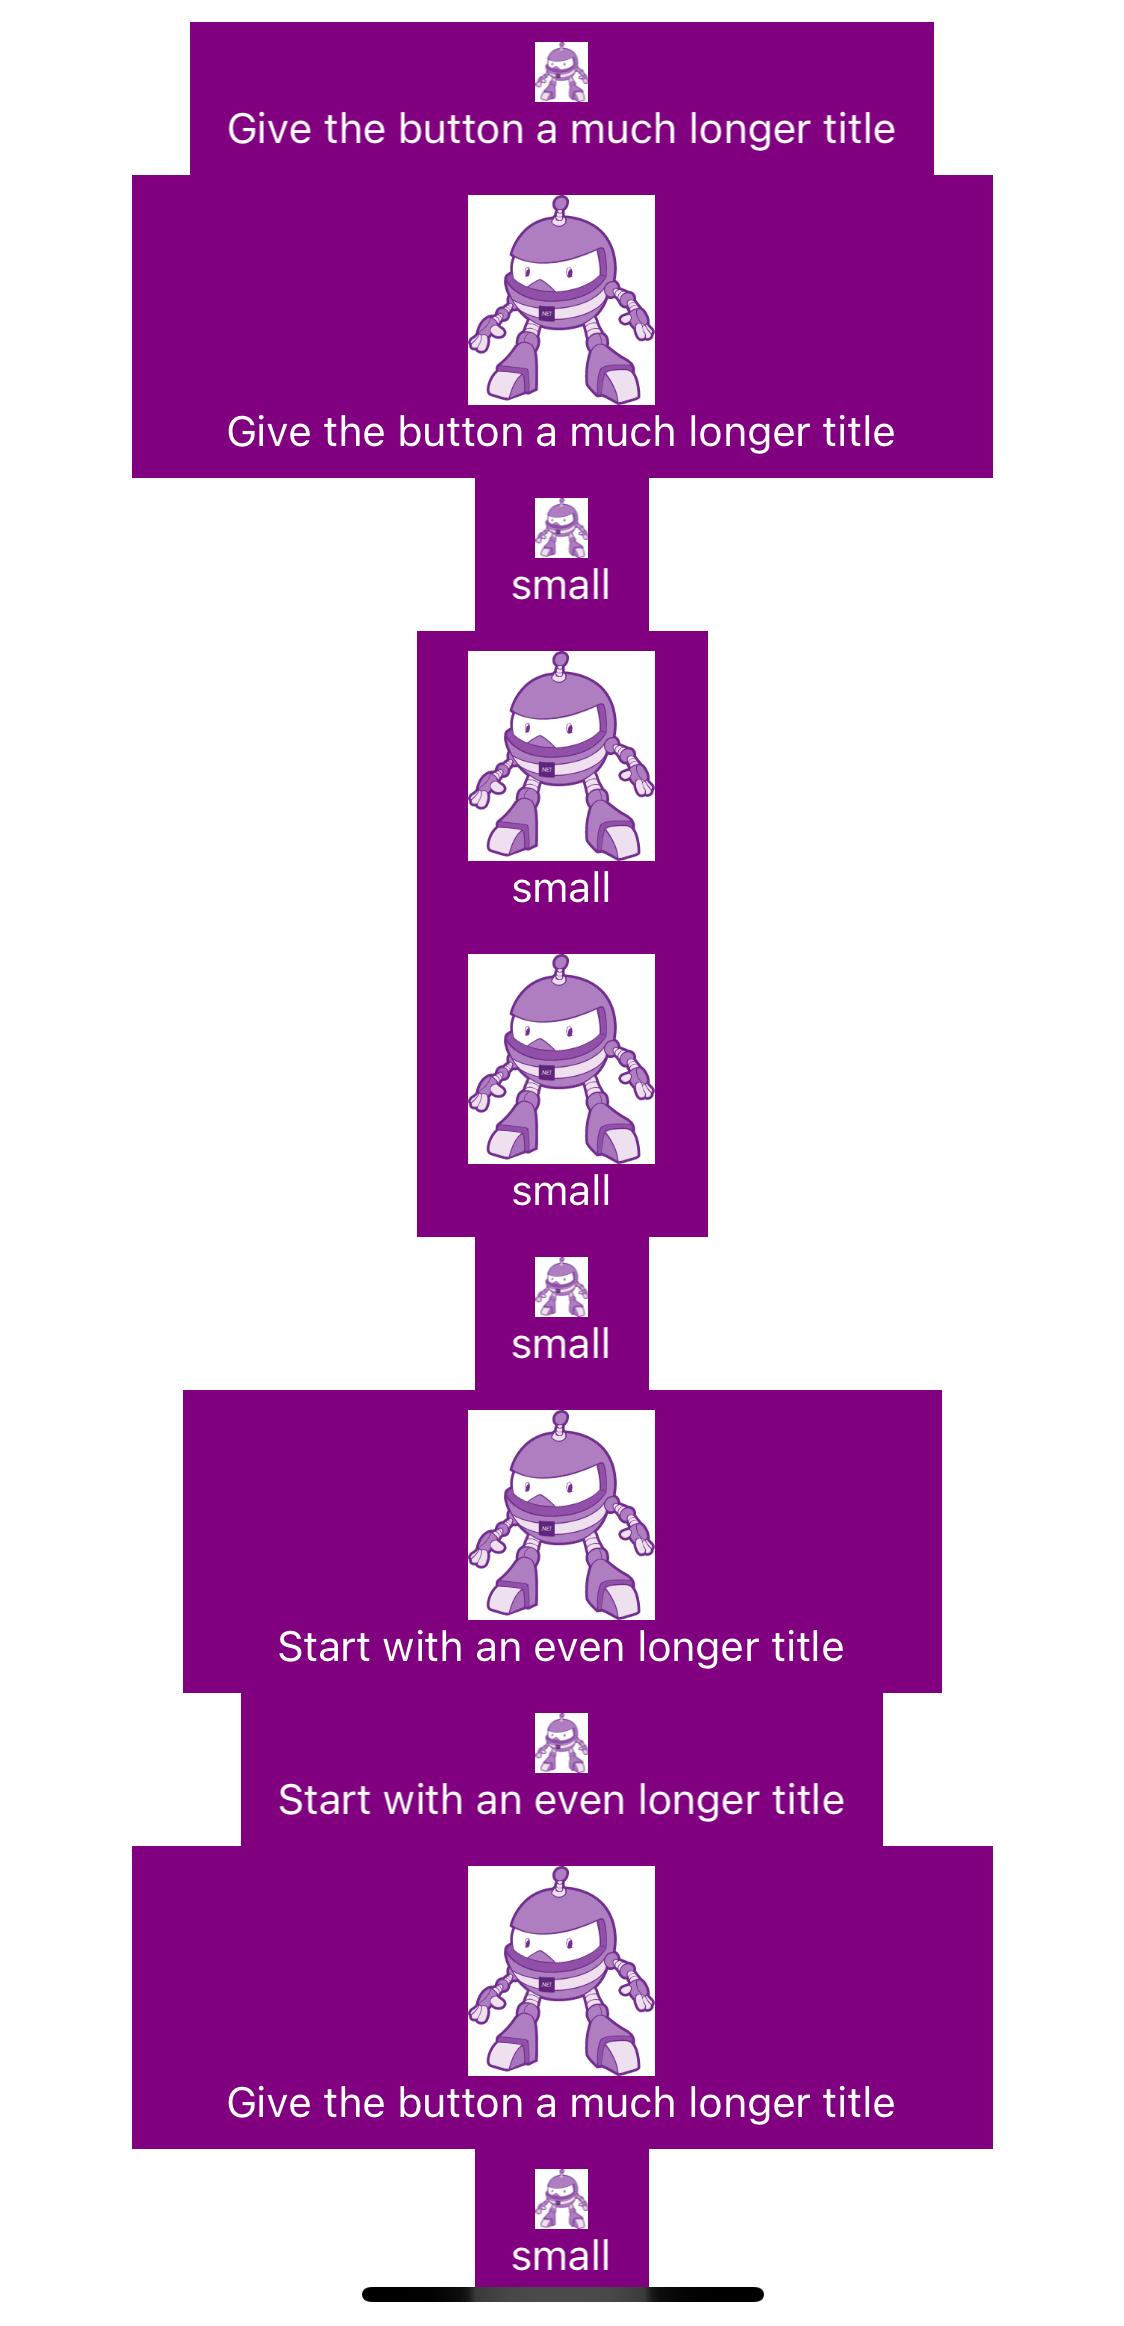 Give the button a much longer title
.NET
Give the button a much longer title
small
.NET
small
.NET
small
small
.NET
Start with an even longer title
Start with an even longer title
.NET
Give the button a much longer title
small